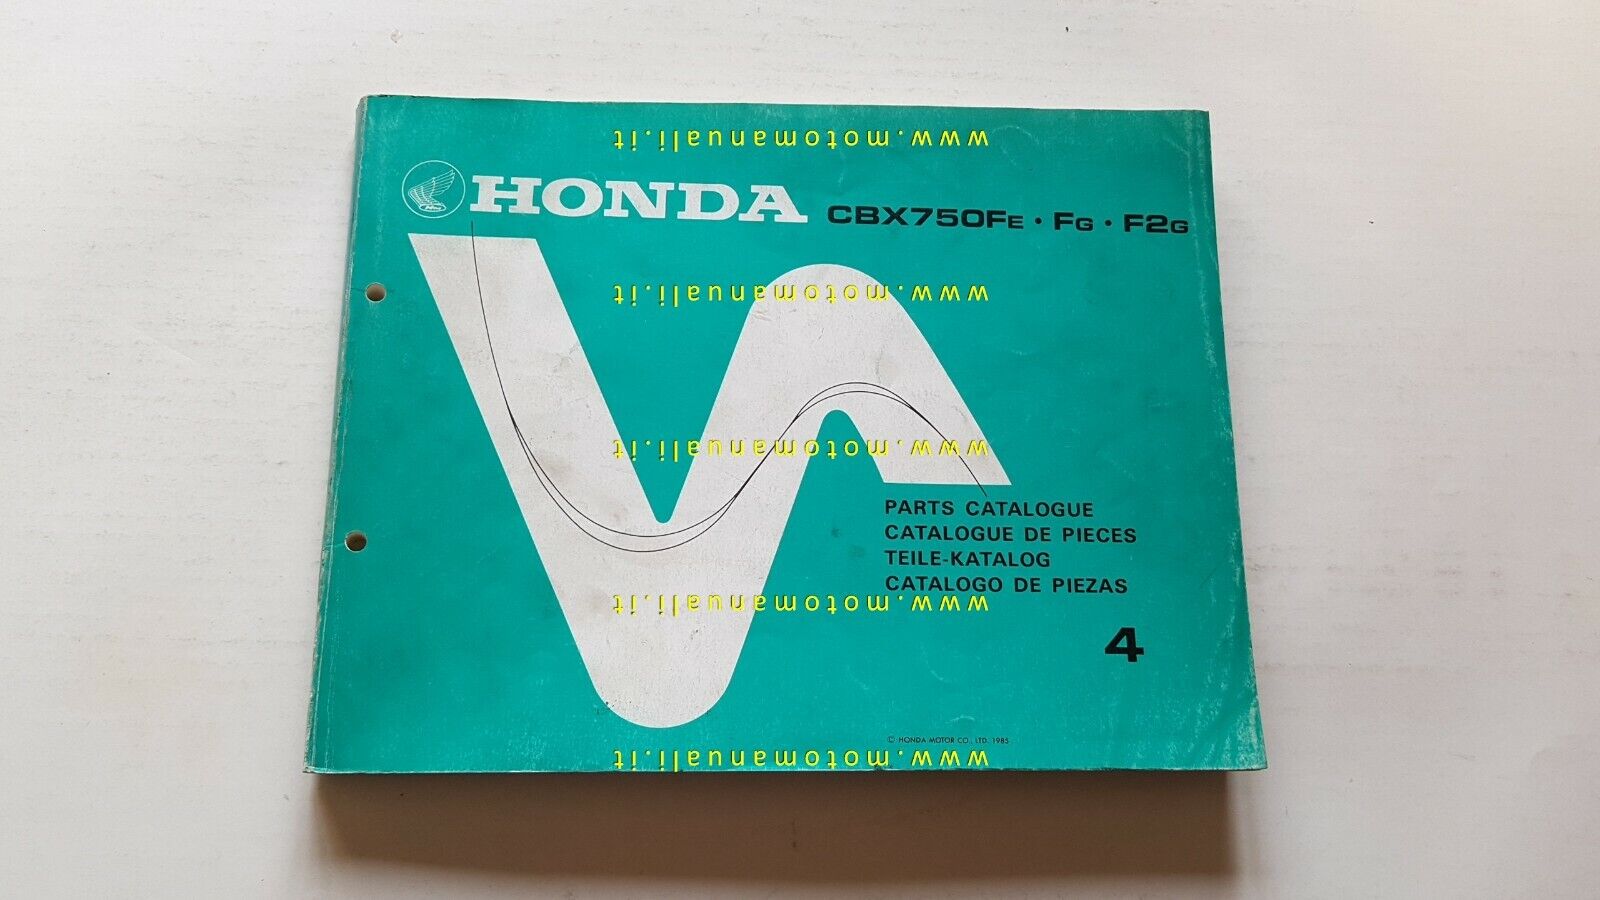 www.motomanuali.it
HONDA CBX750FE · FG · F2G
www.motomanuali.it
www.motomanuali.it
PARTS CATALOGUE
CATALOGUE DE PIECES
TEILE-KATALOG
CATALOGO DE PIEZAS
www.motomanuali.it
4
© HONDA MOTOR CO., LTD. 1985
www.motomanuali.it